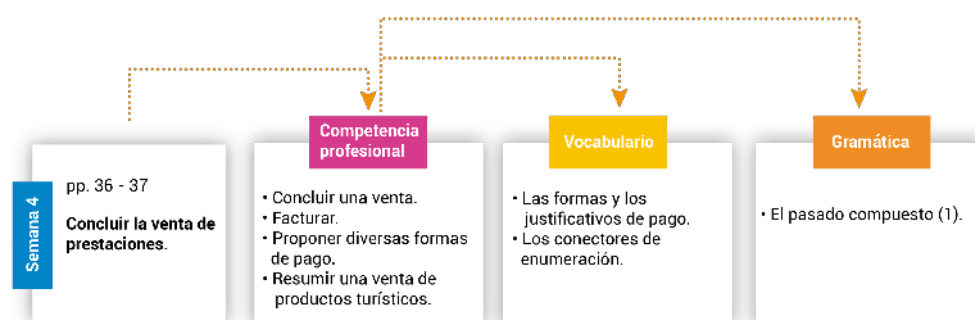 Semana 4
pp. 36 - 37
Concluir la venta de
prestaciones.
Competencia
profesional
• Concluir una venta.
• Facturar.
• Proponer diversas formas
de pago.
• Resumir una venta de
productos turísticos.
Vocabulario
• Las formas y los
justificativos de pago.
• Los conectores de
enumeración.
Gramática
• El pasado compuesto (1).